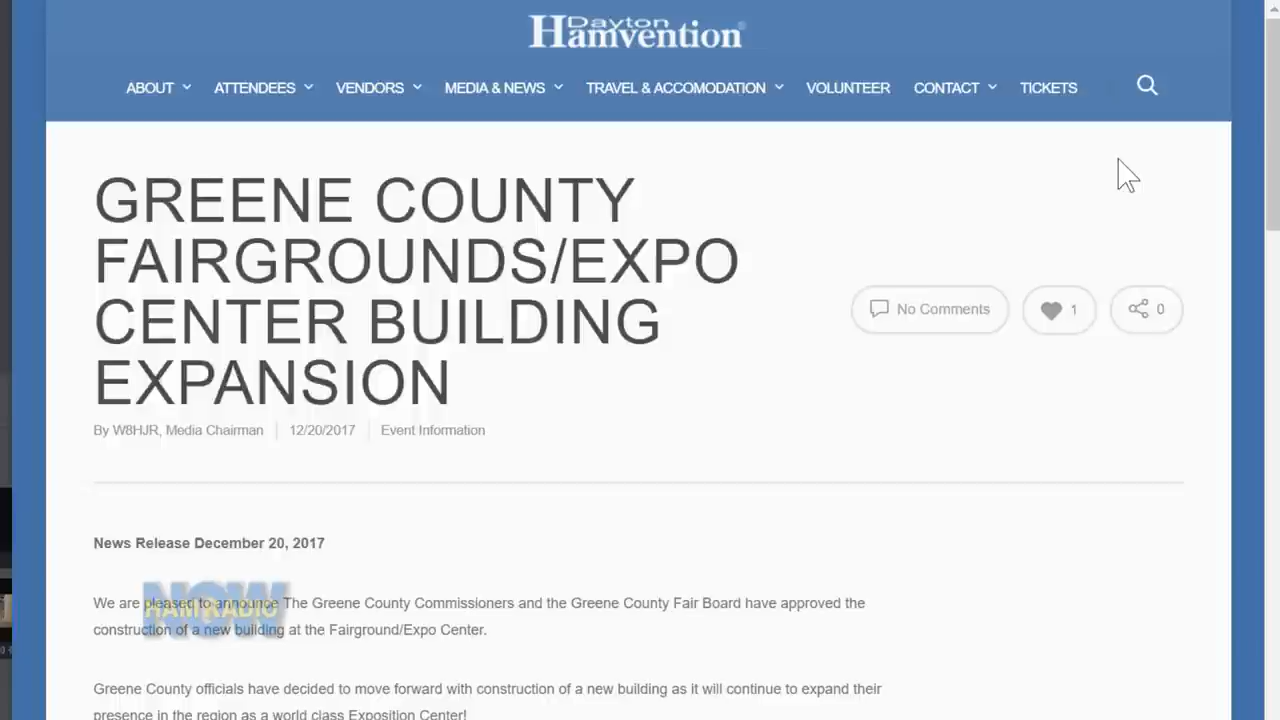 Dayton
Hamvention®
ABOUT ATTENDEES VENDORS MEDIA & NEWS TRAVEL & ACCOMODATION VOLUNTEER CONTACT TICKETS
GREENE COUNTY
FAIRGROUNDS/EXPO
CENTER BUILDING
EXPANSION
No Comments 1 0
By W8HJR, Media Chairman 12/20/2017 Event Information
News Release December 20, 2017
NOW
HAM RADIO
We are pleased to announce The Greene County Commissioners and the Greene County Fair Board have approved the
construction of a new building at the Fairground/Expo Center.
Greene County officials have decided to move forward with construction of a new building as it will continue to expand their
presence in the region as a world class Exposition Center!